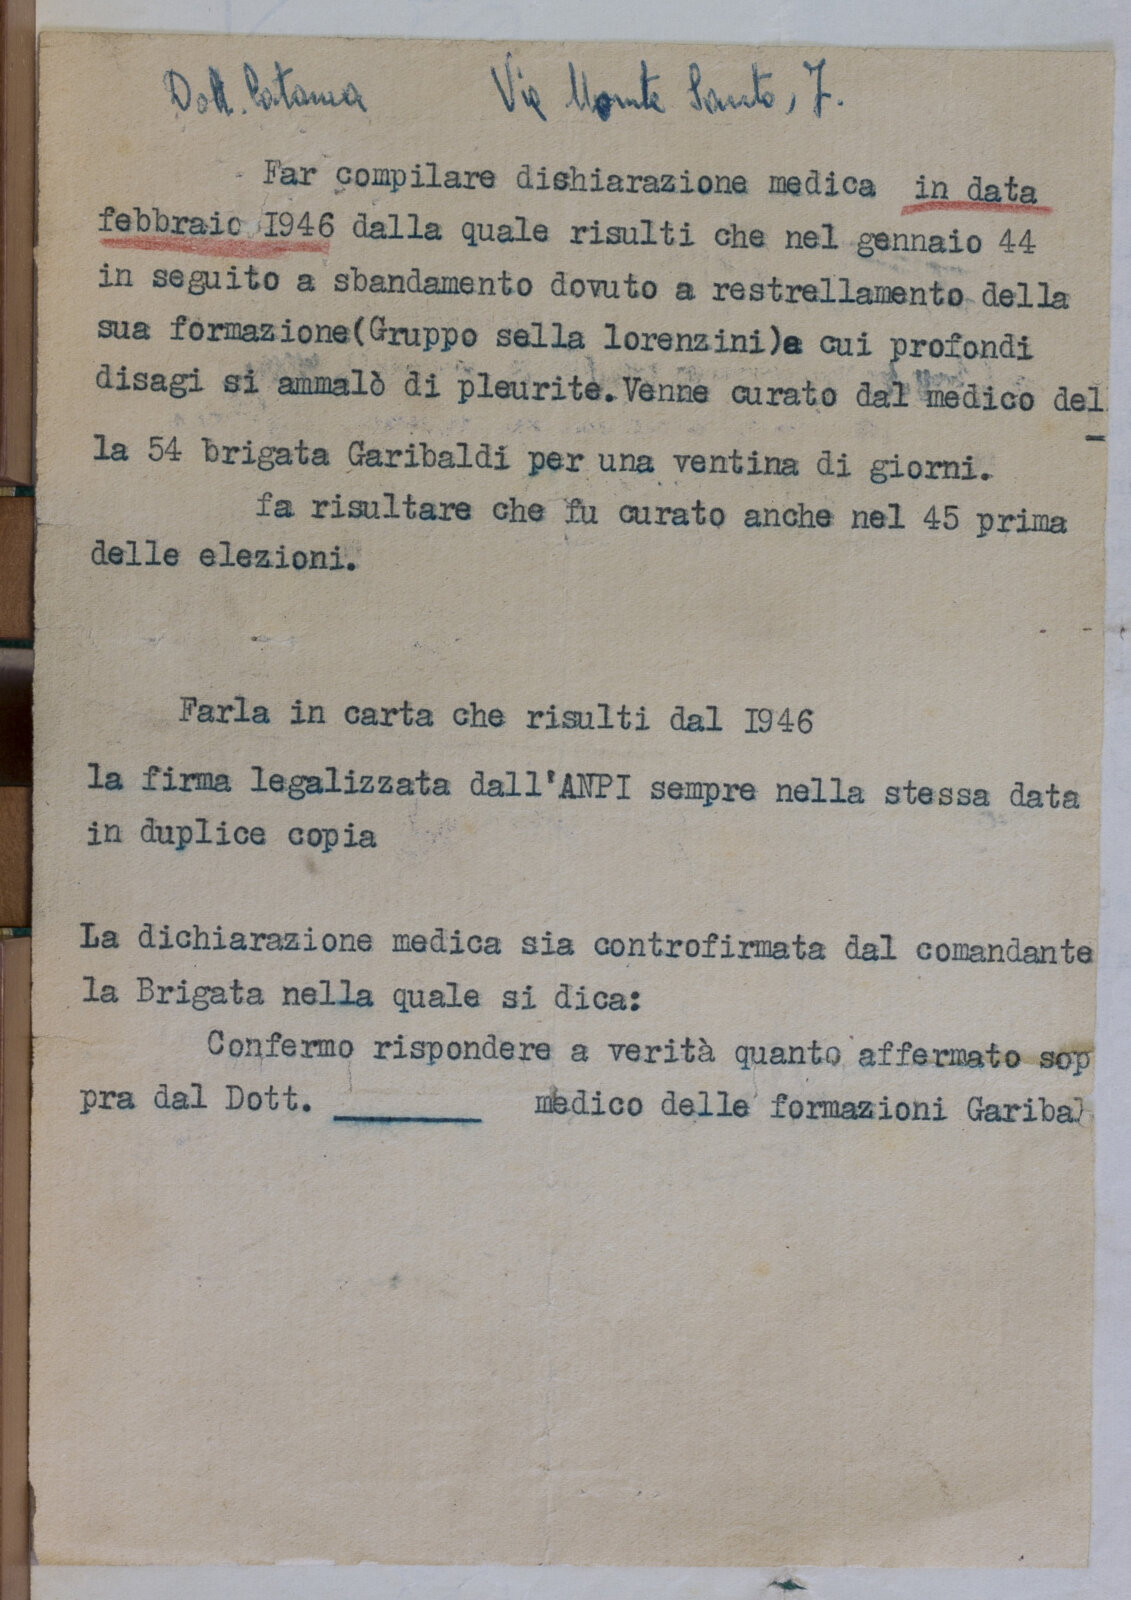 Dott. Catania Via Monte Santo, 7.
Far compilare dishiarazione medica in data
febbraio 1946 dalla quale risulti che nel gennaio 44
in seguito a sbandamento dovuto a restrellamento della
sua formazione(Gruppo sella lorenzini)e cui profondi
disagi si ammalò di pleurite.Venne curato dal medico del
la 54 brigata Garibaldi per una ventina di giorni.
fa risultare che fu curato anche nel 45 prima
delle elezioni.
Farla in carta che risulti dal I946
la firma legalizzata dall'ANPI sempre nella stessa data
in duplice copia
La dichiarazione medica sia controfirmata dal comandante
la Brigata nella quale si dica:
Confermo rispondere a verità quanto affermato sop
pra dal Dott. ________ medico delle formazioni Garibal